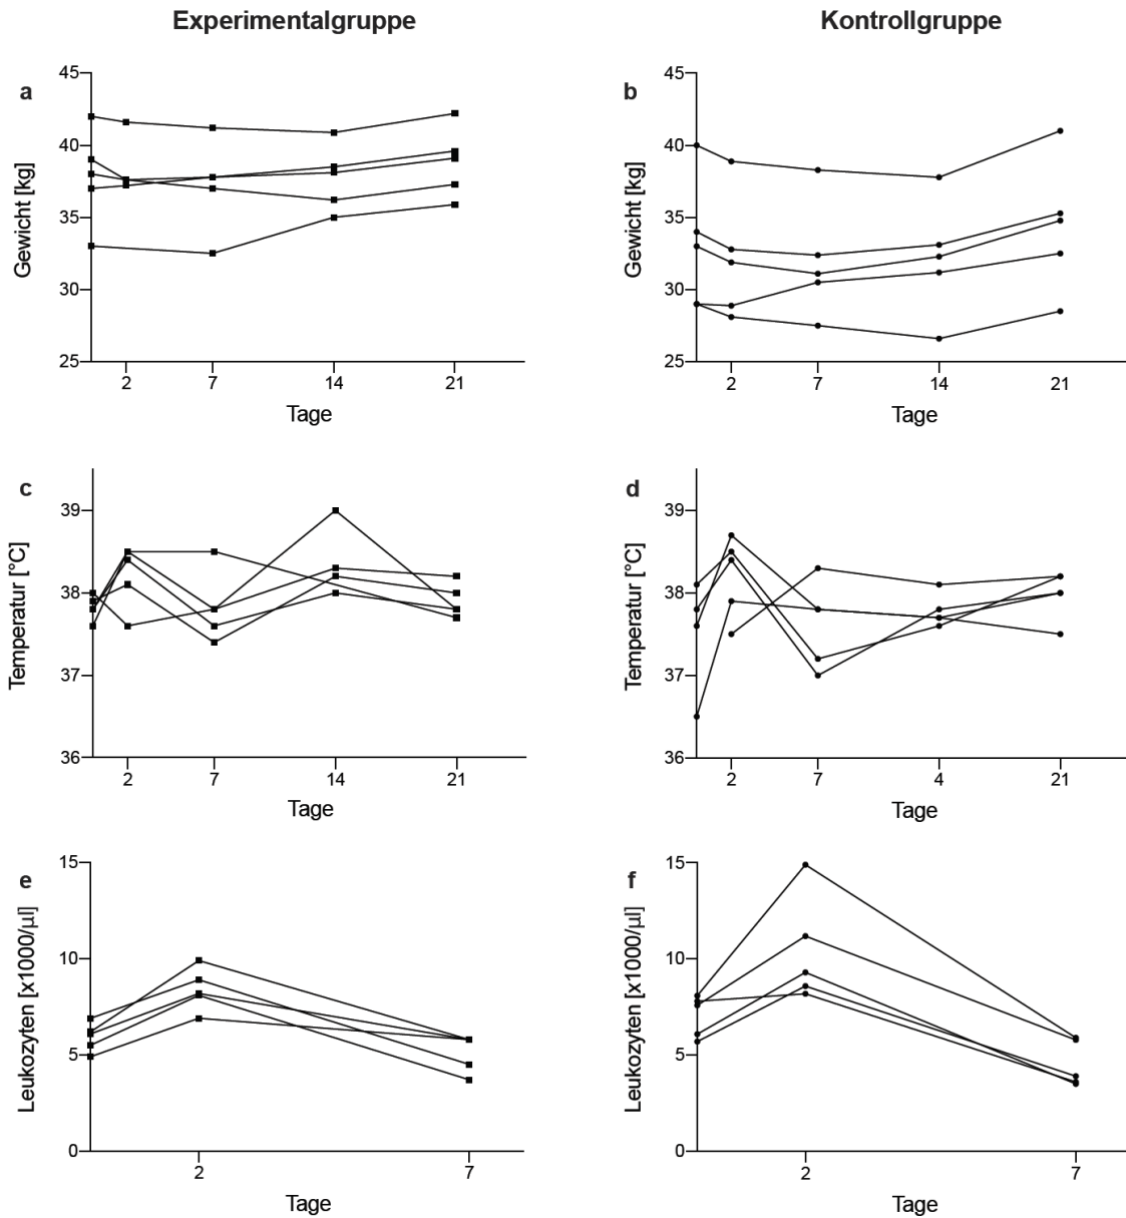 Experimentalgruppe
Kontrollgruppe
a
45
40
35
30
25
Gewicht [kg]
2 7 14 21
Tage
b
45
40
35
30
25
Gewicht [kg]
2 7 14 21
Tage
c
39
38
37
36
Temperatur [°C]
2 7 14 21
Tage
d
39
38
37
36
Temperatur [°C]
2 7 4 21
Tage
e
15
10
5
0
Leukozyten [x1000/µl]
2 7
Tage
f
15
10
5
0
Leukozyten [x1000/µl]
2 7
Tage